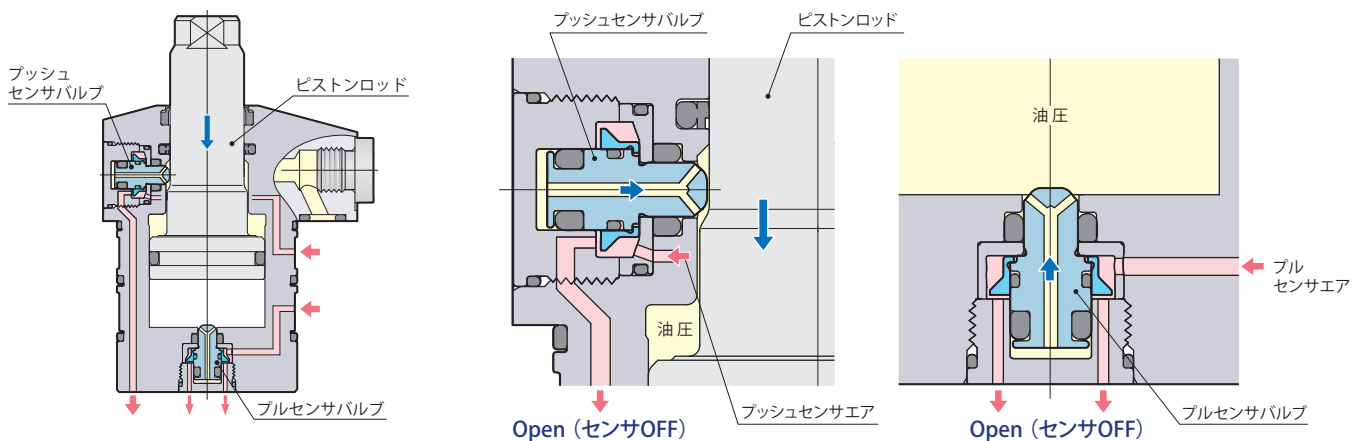 プッシュ
センサバルブ
ピストンロッド
プルセンサバルブ
プッシュセンサバルブ
ピストンロッド
油圧
プッシュセンサエア
Open（センサOFF）
油圧
プル
センサエア
プルセンサバルブ
Open（センサOFF）